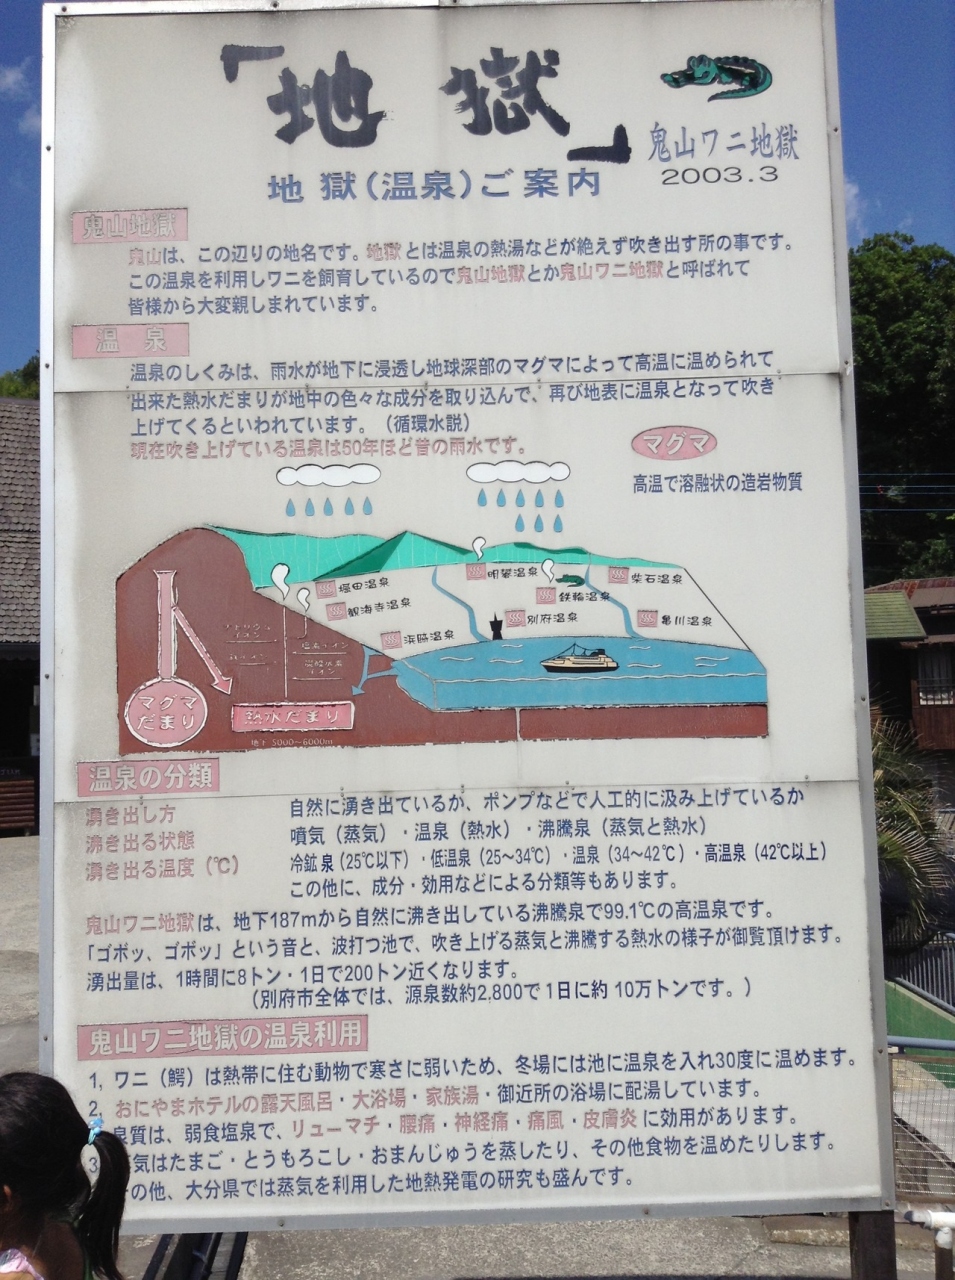 「地獄」
鬼山ワニ地獄
2003.3
地獄(温泉)ご案内
鬼山地獄
鬼山は、この辺りの地名です。地獄とは温泉の熱湯などが絶えず吹き出す所の事です。
この温泉を利用しワニを飼育しているので鬼山地獄とか鬼山ワニ地獄と呼ばれて
皆様から大変親しまれています。
温泉
温泉のしくみは、雨水が地下に浸透し地球深部のマグマによって高温に温められて
出来た熱水だまりが地中の色々な成分を取り込んで、再び地表に温泉となって吹き
上げてくるといわれています。(循環水説)
現在吹き上げている温泉は50年ほど昔の雨水です。
マグマ
高温で溶融状の造岩物質
堀田温泉
明礬温泉
柴石温泉
観海寺温泉
鉄輪温泉
浜脇温泉
別府温泉
亀川温泉
マグマ
だまり
熱水だまり
地下 5000~6000m
温泉の分類
湧き出し方 自然に湧き出ているか、ポンプなどで人工的に汲み上げているか
沸き出る状態 噴気(蒸気)・温泉(熱水)・沸騰泉(蒸気と熱水)
湧き出る温度(℃) 冷鉱泉(25℃以下)・低温泉(25~34℃)・温泉(34~42℃)・高温泉(42℃以上)
この他に、成分・効用などによる分類等もあります。
鬼山ワニ地獄は、地下187mから自然に沸き出している沸騰泉で99.1℃の高温泉です。
「ゴボッ、ゴボッ」という音と、波打つ池で、吹き上げる蒸気と沸騰する熱水の様子が御覧頂けます。
湧出量は、1時間に8トン・1日で200トン近くなります。
(別府市全体では、源泉数約2,800で1日に約10万トンです。)
鬼山ワニ地獄の温泉利用
1, ワニ(鰐)は熱帯に住む動物で寒さに弱いため、冬場には池に温泉を入れ30度に温めます。
2, おにやまホテルの露天風呂・大浴場・家族湯・御近所の浴場に配湯しています。
泉質は、弱食塩泉で、リューマチ・腰痛・神経痛・痛風・皮膚炎に効用があります。
3 気はたまご・とうもろこし・おまんじゅうを蒸したり、その他食物を温めたりします。
の他、大分県では蒸気を利用した地熱発電の研究も盛んです。